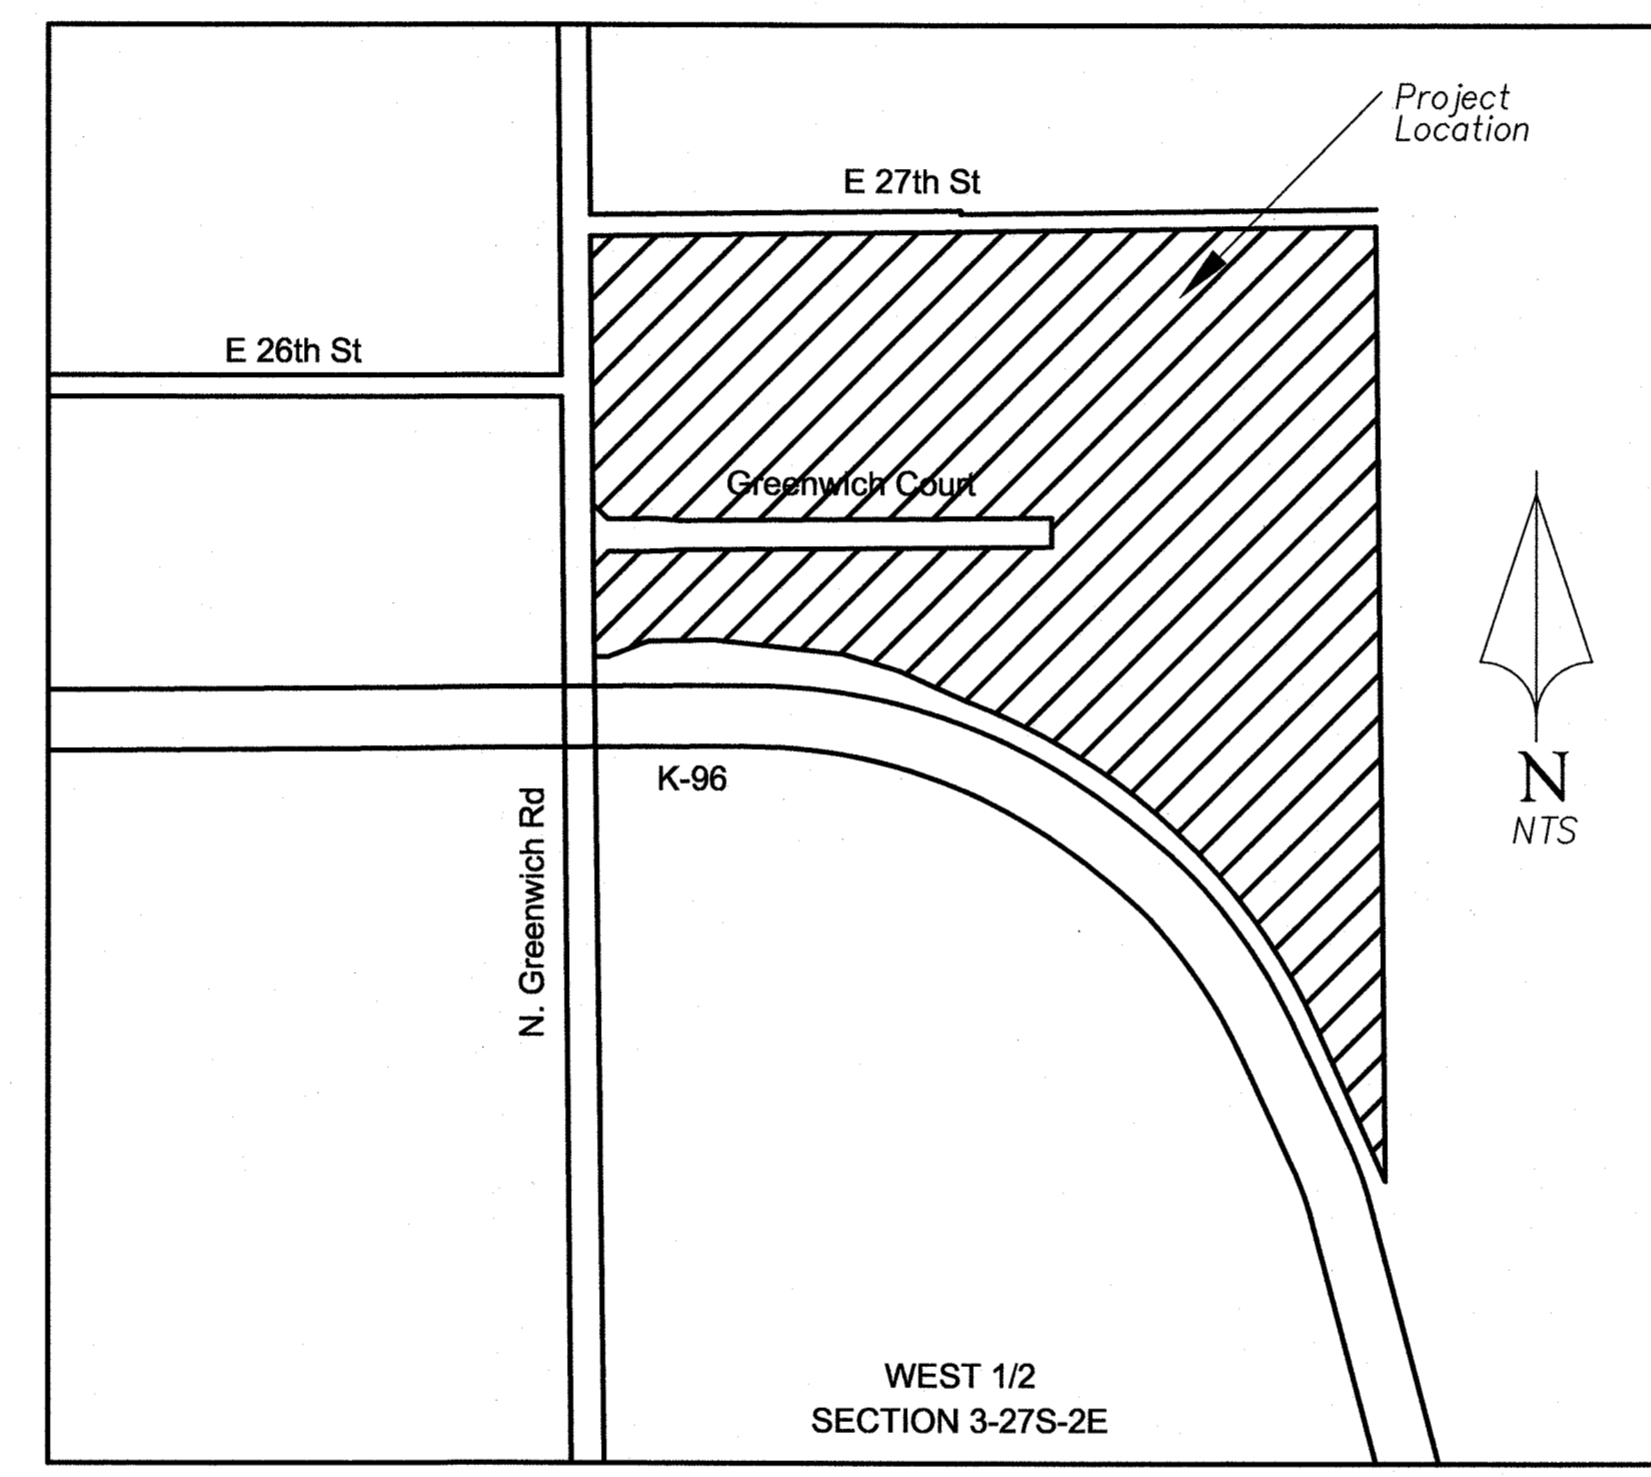 Project
Location
E 27th St
E 26th St
Greenwich Court
N
NTS
K-96
N. Greenwich Rd
WEST 1/2
SECTION 3-27S-2E